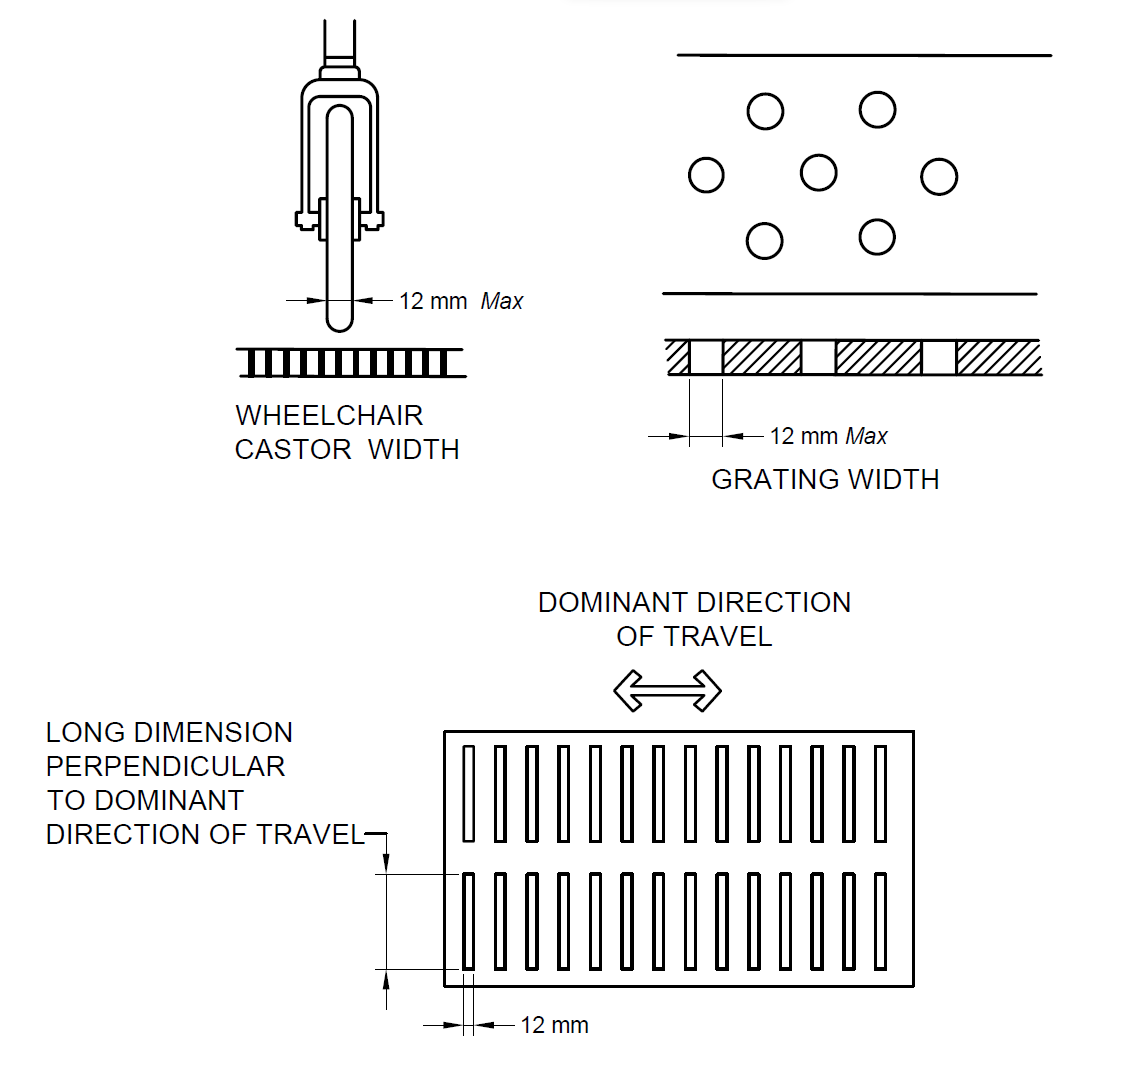 12 mm Max
WHEELCHAIR
CASTOR WIDTH
12 mm Max
GRATING WIDTH
DOMINANT DIRECTION
OF TRAVEL
LONG DIMENSION
PERPENDICULAR
TO DOMINANT
DIRECTION OF TRAVEL
12 mm